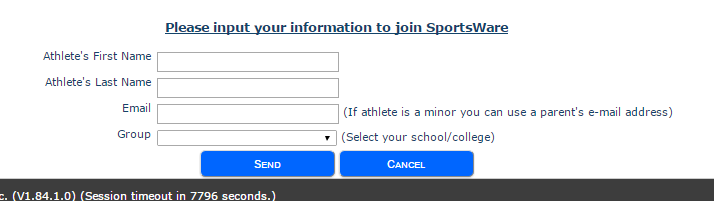 Please input your information to join SportsWare
Athlete's First Name
Athlete's Last Name
Email (If athlete is a minor you can use a parent's e-mail address)
Group (Select your school/college)
SEND CANCEL
c. (V1.84.1.0) (Session timeout in 7796 seconds.)